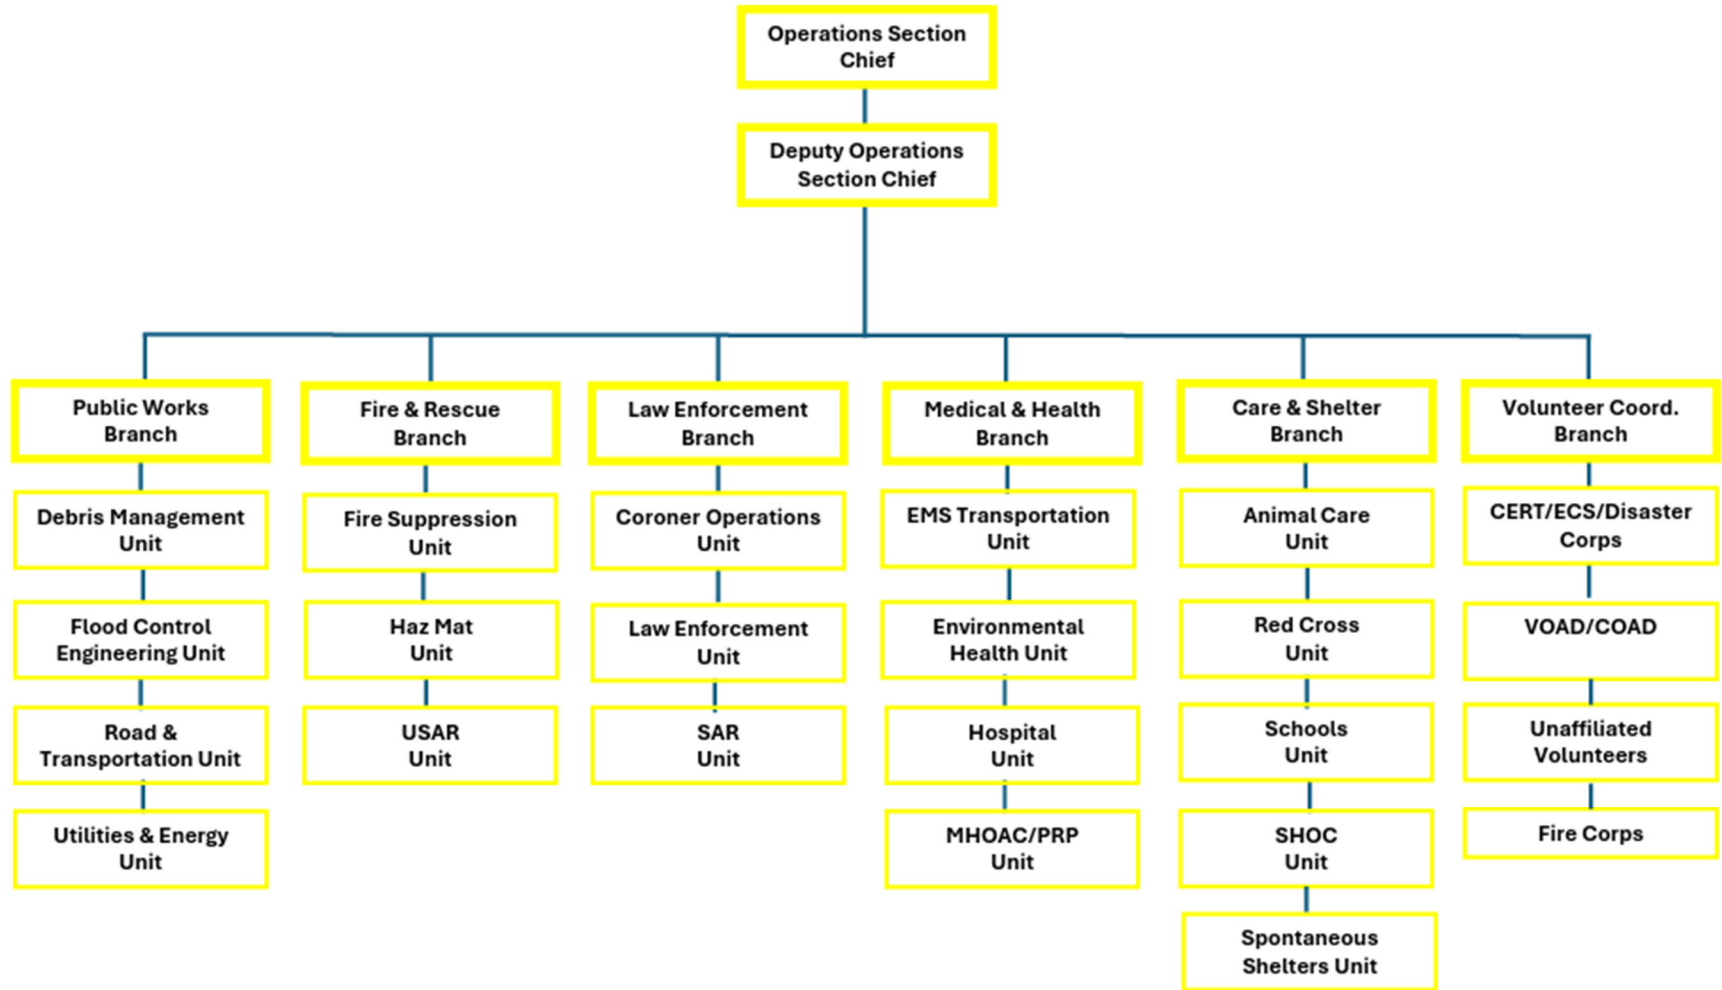 Operations Section
Chief
Deputy Operations
Section Chief
Public Works
Branch
Debris Management
Unit
Flood Control
Engineering Unit
Road &
Transportation Unit
Utilities & Energy
Unit
Fire & Rescue
Branch
Fire Suppression
Unit
Haz Mat
Unit
USAR
Unit
Law Enforcement
Branch
Coroner Operations
Unit
Law Enforcement
Unit
SAR
Unit
Medical & Health
Branch
EMS Transportation
Unit
Environmental
Health Unit
Hospital
Unit
MHOAC/PRP
Unit
Care & Shelter
Branch
Animal Care
Unit
Red Cross
Unit
Schools
Unit
SHOC
Unit
Spontaneous
Shelters Unit
Volunteer Coord.
Branch
CERT/ECS/Disaster
Corps
VOAD/COAD
Unaffiliated
Volunteers
Fire Corps